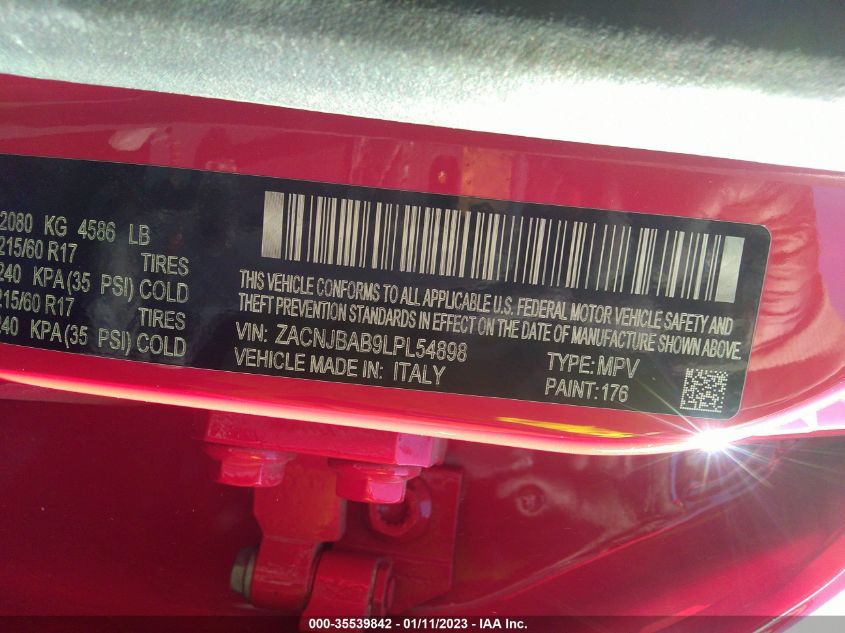 2080 KG 4586 LB
215/60 R17 TIRES
240 KPA(35 PSI) COLD
215/60 R17 TIRES
240 KPA(35 PSI) COLD
THIS VEHICLE CONFORMS TO ALL APPLICABLE U.S. FEDERAL MOTOR VEHICLE SAFETY AND
THEFT PREVENTION STANDARDS IN EFFECT ON THE DATE OF MANUFACTURE SHOWN ABOVE.
VIN: ZACNJBAB9LPL54898 TYPE:MPV
VEHICLE MADE IN: ITALY PAINT:176
000-35539842 - 01/11/2023 - IAA Inc.